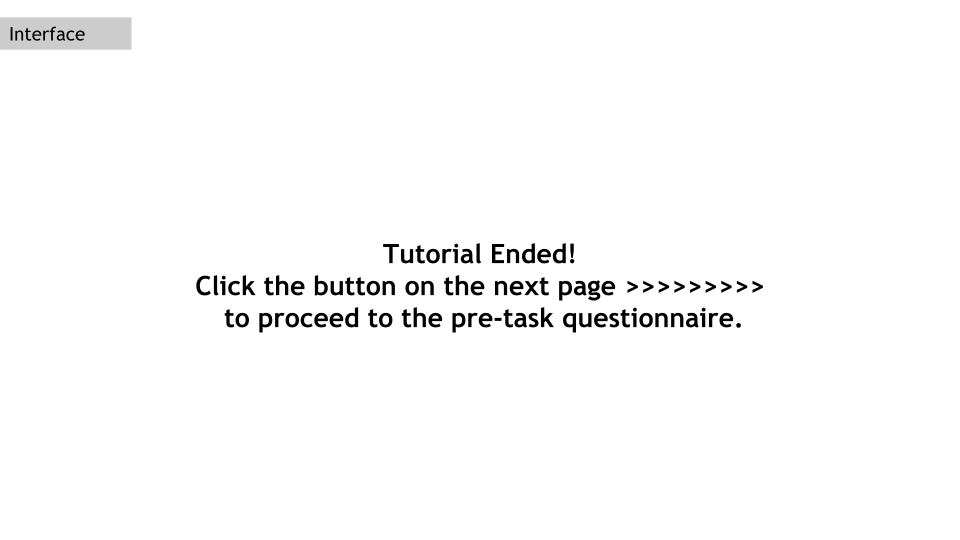 Interface
Tutorial Ended!
Click the button on the next page >>>>>>>>>
to proceed to the pre-task questionnaire.